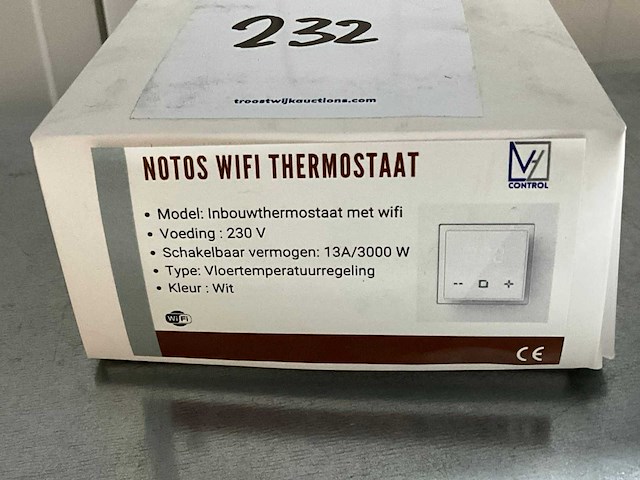 232
troostwijkauctions.com
NOTOS WIFI THERMOSTAAT
VH
CONTROL
• Model: Inbouwthermostaat met wifi
• Voeding : 230 V
• Schakelbaar vermogen: 13A/3000 W
• Type: Vloertemperatuurregeling
• Kleur : Wit
WiFi
CE